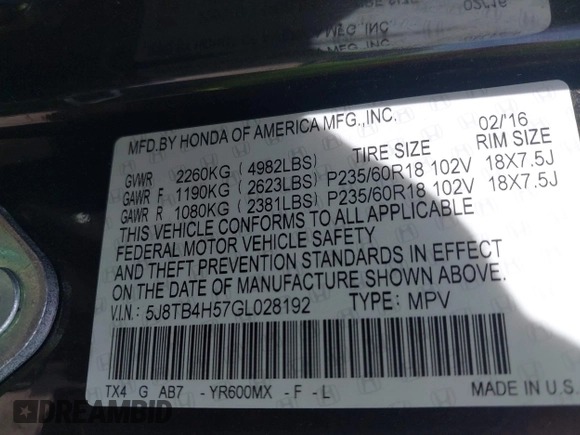 MFD.BY HONDA OF AMERICA MFG.,INC. 02/'16
GVWR 2260KG (4982LBS) TIRE SIZE RIM SIZE
GAWR F 1190KG (2623LBS) P235/60R18 102V 18X7.5J
GAWR R 1080KG (2381LBS) P235/60R18 102V 18X7.5J
THIS VEHICLE CONFORMS TO ALL APPLICABLE
FEDERAL MOTOR VEHICLE SAFETY
AND THEFT PREVENTION STANDARDS IN EFFECT
ON THE DATE OF MANUFACTURE SHOWN ABOVE.
V.I.N.: 5J8TB4H57GL028192 TYPE: MPV
TX4 G AB7 -YR600MX -F -L
MADE IN U.S.
DREAMBID